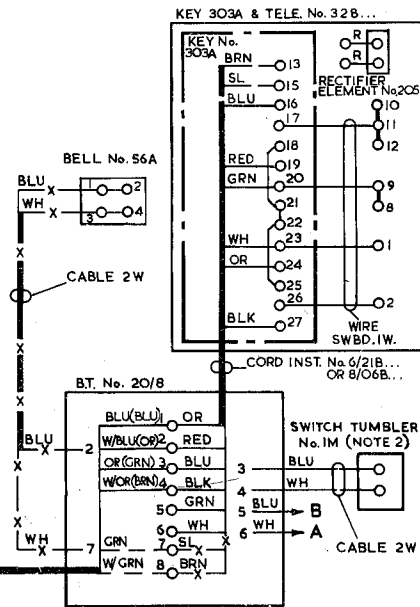 KEY 303A & TELE. No. 32B...
KEY No.
303A
R
R
RECTIFIER
ELEMENT No. 205
BRN 13
SL 15
BLU 16
17
10
11
12
18
RED 19
GRN 20
9
21
8
22
WH 23
1
OR 24
25
26
2
BLK 27
WIRE
SWBD. 1W.
BELL No. 56A
BLU
1 2
WH
3 4
CABLE 2W
CORD INST. No 6/21B...
OR 8/06B...
B.T. No. 20/8
BLU(BLU) 1 OR
BLU 2 W/BLU(OR) 2 RED
OR(GRN) 3 BLU
W/OR(BRN) 4 BLK
5 GRN
6 WH
WH 7 GRN 7 SL
W/GRN 8 BRN
SWITCH TUMBLER
No. 1M (NOTE 2)
3 BLU
4 WH
5 BLU B
6 WH A
CABLE 2W